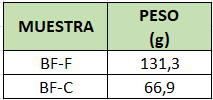 MUESTRA PESO
(g)
BF-F 131,3
BF-C 66,9